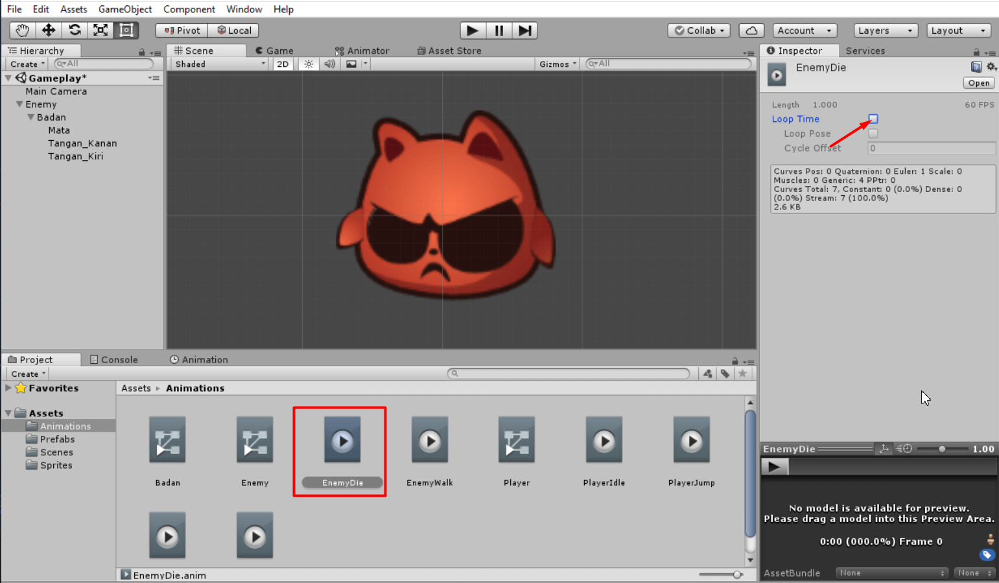 File Edit Assets GameObject Component Window Help
Pivot Local Collab Account Layers Layout
Hierarchy
Create All
Gameplay*
Main Camera
Enemy
Badan
Mata
Tangan_Kanan
Tangan_Kiri
Scene Game Animator Asset Store
Shaded 2D Gizmos All
Inspector Services
EnemyDie
Open
Length 1.000 60 FPS
Loop Time
Loop Pose
Cycle Offset 0
Curves Pos: 0 Quaternion: 0 Euler: 1 Scale: 0
Muscles: 0 Generic: 4 PPtr: 0
Curves Total: 7, Constant: 0 (0.0%) Dense: 0
(0.0%) Stream: 7 (100.0%)
2.6 KB
Project Console Animation
Create
Favorites
Assets
Animations
Prefabs
Scenes
Sprites
Assets Animations
Badan Enemy EnemyDie EnemyWalk Player PlayerIdle PlayerJump
EnemyDie.anim
EnemyDie 1.00
No model is available for preview.
Please drag a model into this Preview Area.
0:00 (000.0%) Frame 0
AssetBundle None None